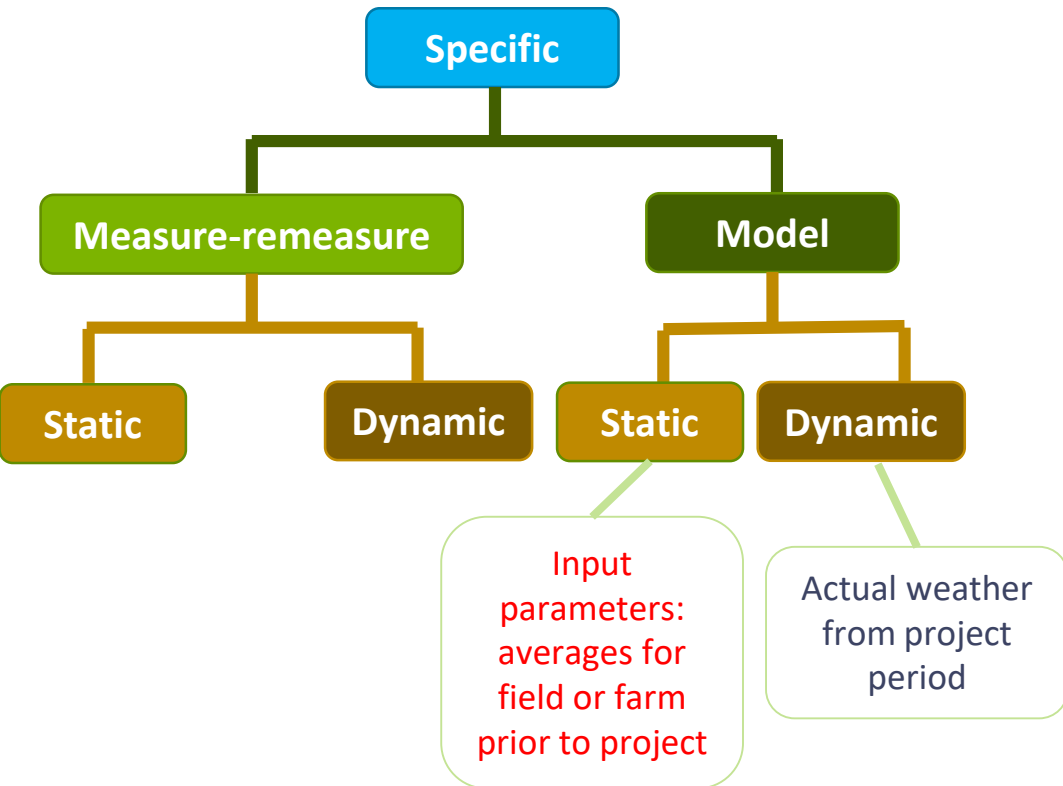 Specific
Measure-remeasure
Model
Static
Dynamic
Static
Dynamic
Input
parameters:
averages for
field or farm
prior to project
Actual weather
from project
period